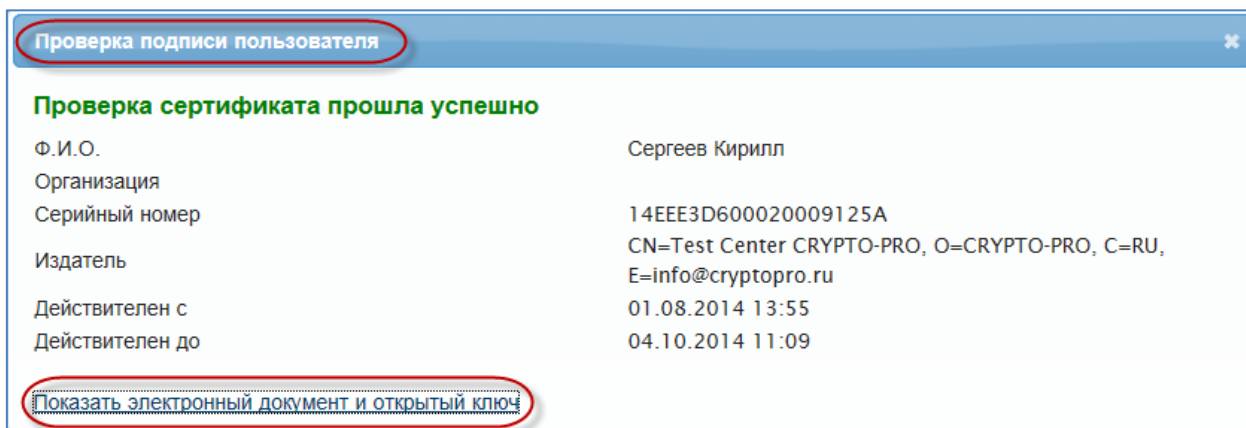 Проверка подписи пользователя
Проверка сертификата прошла успешно
Ф.И.О. Сергеев Кирилл
Организация
Серийный номер 14EEE3D600020009125A
Издатель CN=Test Center CRYPTO-PRO, O=CRYPTO-PRO, C=RU,
E=info@cryptopro.ru
Действителен с 01.08.2014 13:55
Действителен до 04.10.2014 11:09
Показать электронный документ и открытый ключ